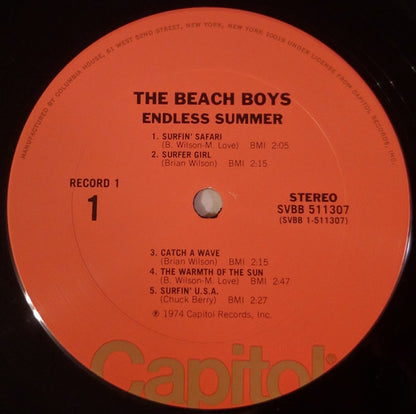 MANUFACTURED BY COLUMBIA HOUSE, 51 WEST 52ND STREET, NEW YORK, NEW YORK 10019 UNDER LICENSE FROM CAPITOL RECORDS, INC.
THE BEACH BOYS
ENDLESS SUMMER
1. SURFIN' SAFARI
(B. Wilson-M. Love) BMI 2:05
2. SURFER GIRL
(Brian Wilson) BMI 2:15
RECORD 1
1
STEREO
SVBB 511307
(SVBB 1-511307)
3. CATCH A WAVE
(Brian Wilson) BMI 2:15
4. THE WARMTH OF THE SUN
(B. Wilson-M. Love) BMI 2:47
5. SURFIN' U.S.A.
(Chuck Berry) BMI 2:27
℗ 1974 Capitol Records, Inc.
Capitol®